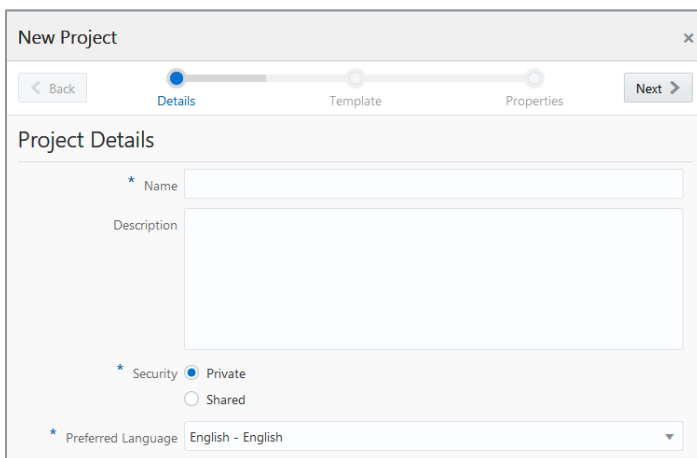 New Project ×
Back
Details
Template
Properties
Next
Project Details
* Name
Description
* Security
Private
Shared
* Preferred Language English - English